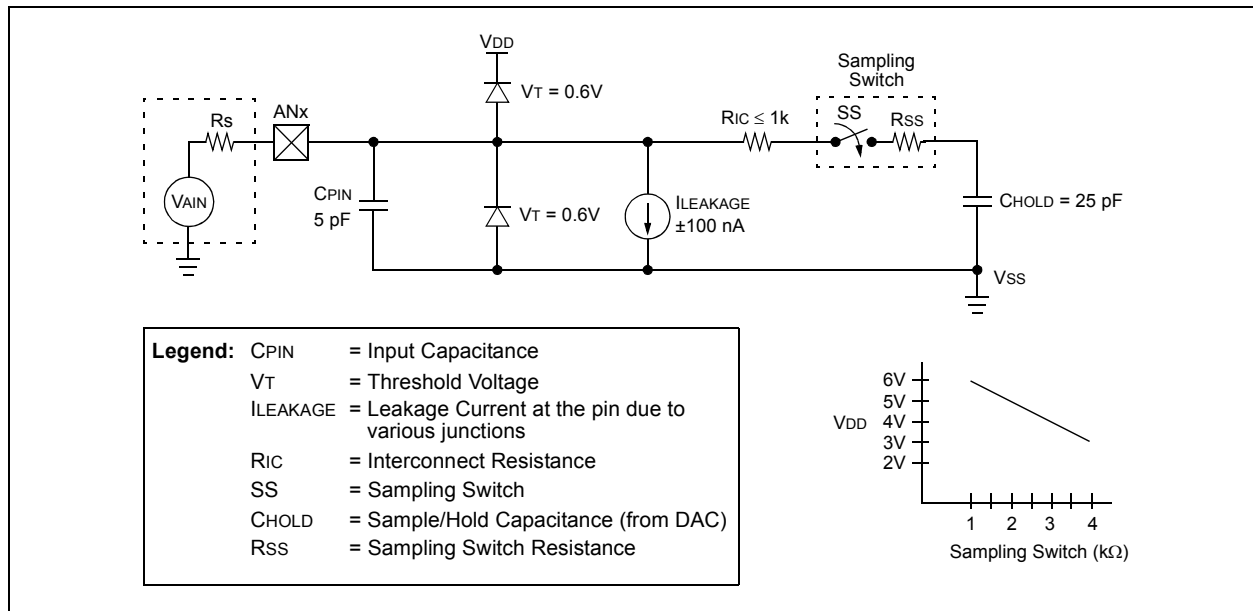 VDD
Sampling
Switch
VT = 0.6V
ANx
Rs
RIC ≤ 1k
SS
RSS
VAIN
CPIN
5 pF
VT = 0.6V
ILEAKAGE
±100 nA
CHOLD = 25 pF
VSS
Legend: CPIN = Input Capacitance
VT = Threshold Voltage
ILEAKAGE = Leakage Current at the pin due to
various junctions
RIC = Interconnect Resistance
SS = Sampling Switch
CHOLD = Sample/Hold Capacitance (from DAC)
RSS = Sampling Switch Resistance
6V
5V
VDD
4V
3V
2V
1 2 3 4
Sampling Switch (kΩ)